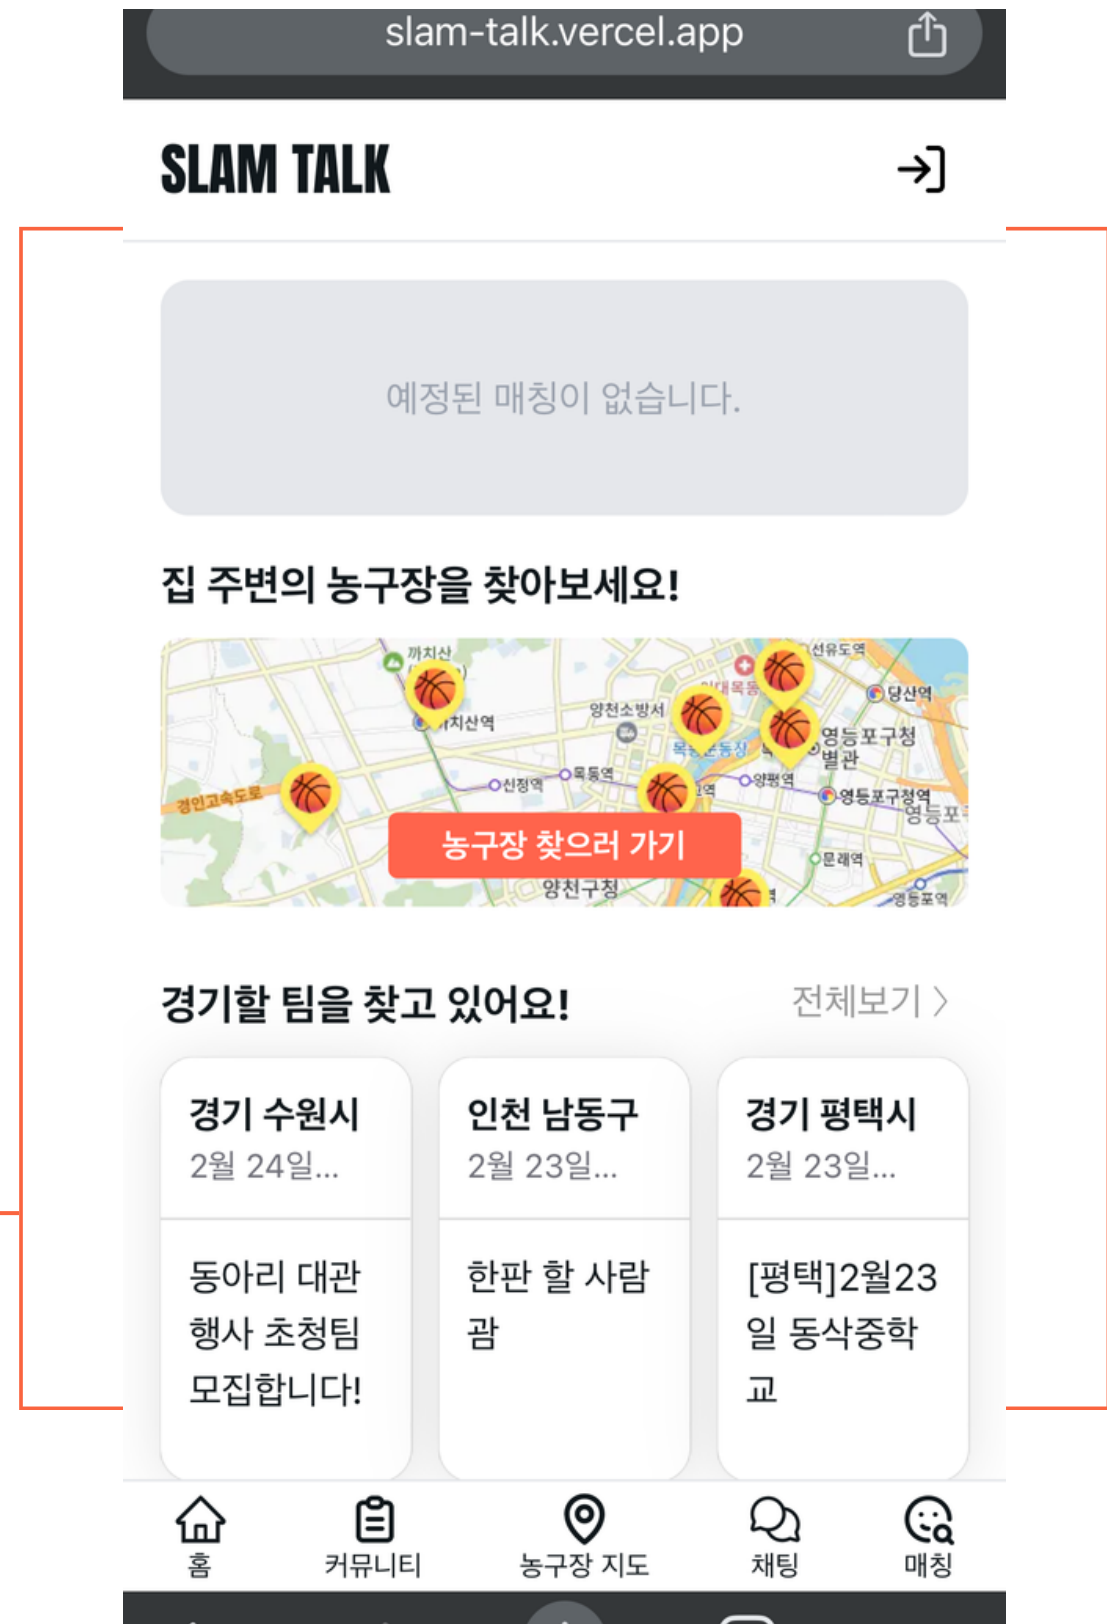 slam-talk.vercel.app
SLAM TALK
예정된 매칭이 없습니다.
집 주변의 농구장을 찾아보세요!
까치산
선유도역
당산역
양천소방서
영등포구청
별관
신정역
목동역
양평역
영등포구청역
경인고속도로
영등포
농구장 찾으러 가기
문래역
양천구청
영등포역
경기할 팀을 찾고 있어요!
전체보기 〉
경기 수원시
2월 24일...
동아리 대관
행사 초청팀
모집합니다!
인천 남동구
2월 23일...
한판 할 사람
괌
경기 평택시
2월 23일...
[평택]2월23
일 동삭중학
교
홈
커뮤니티
농구장 지도
채팅
매칭